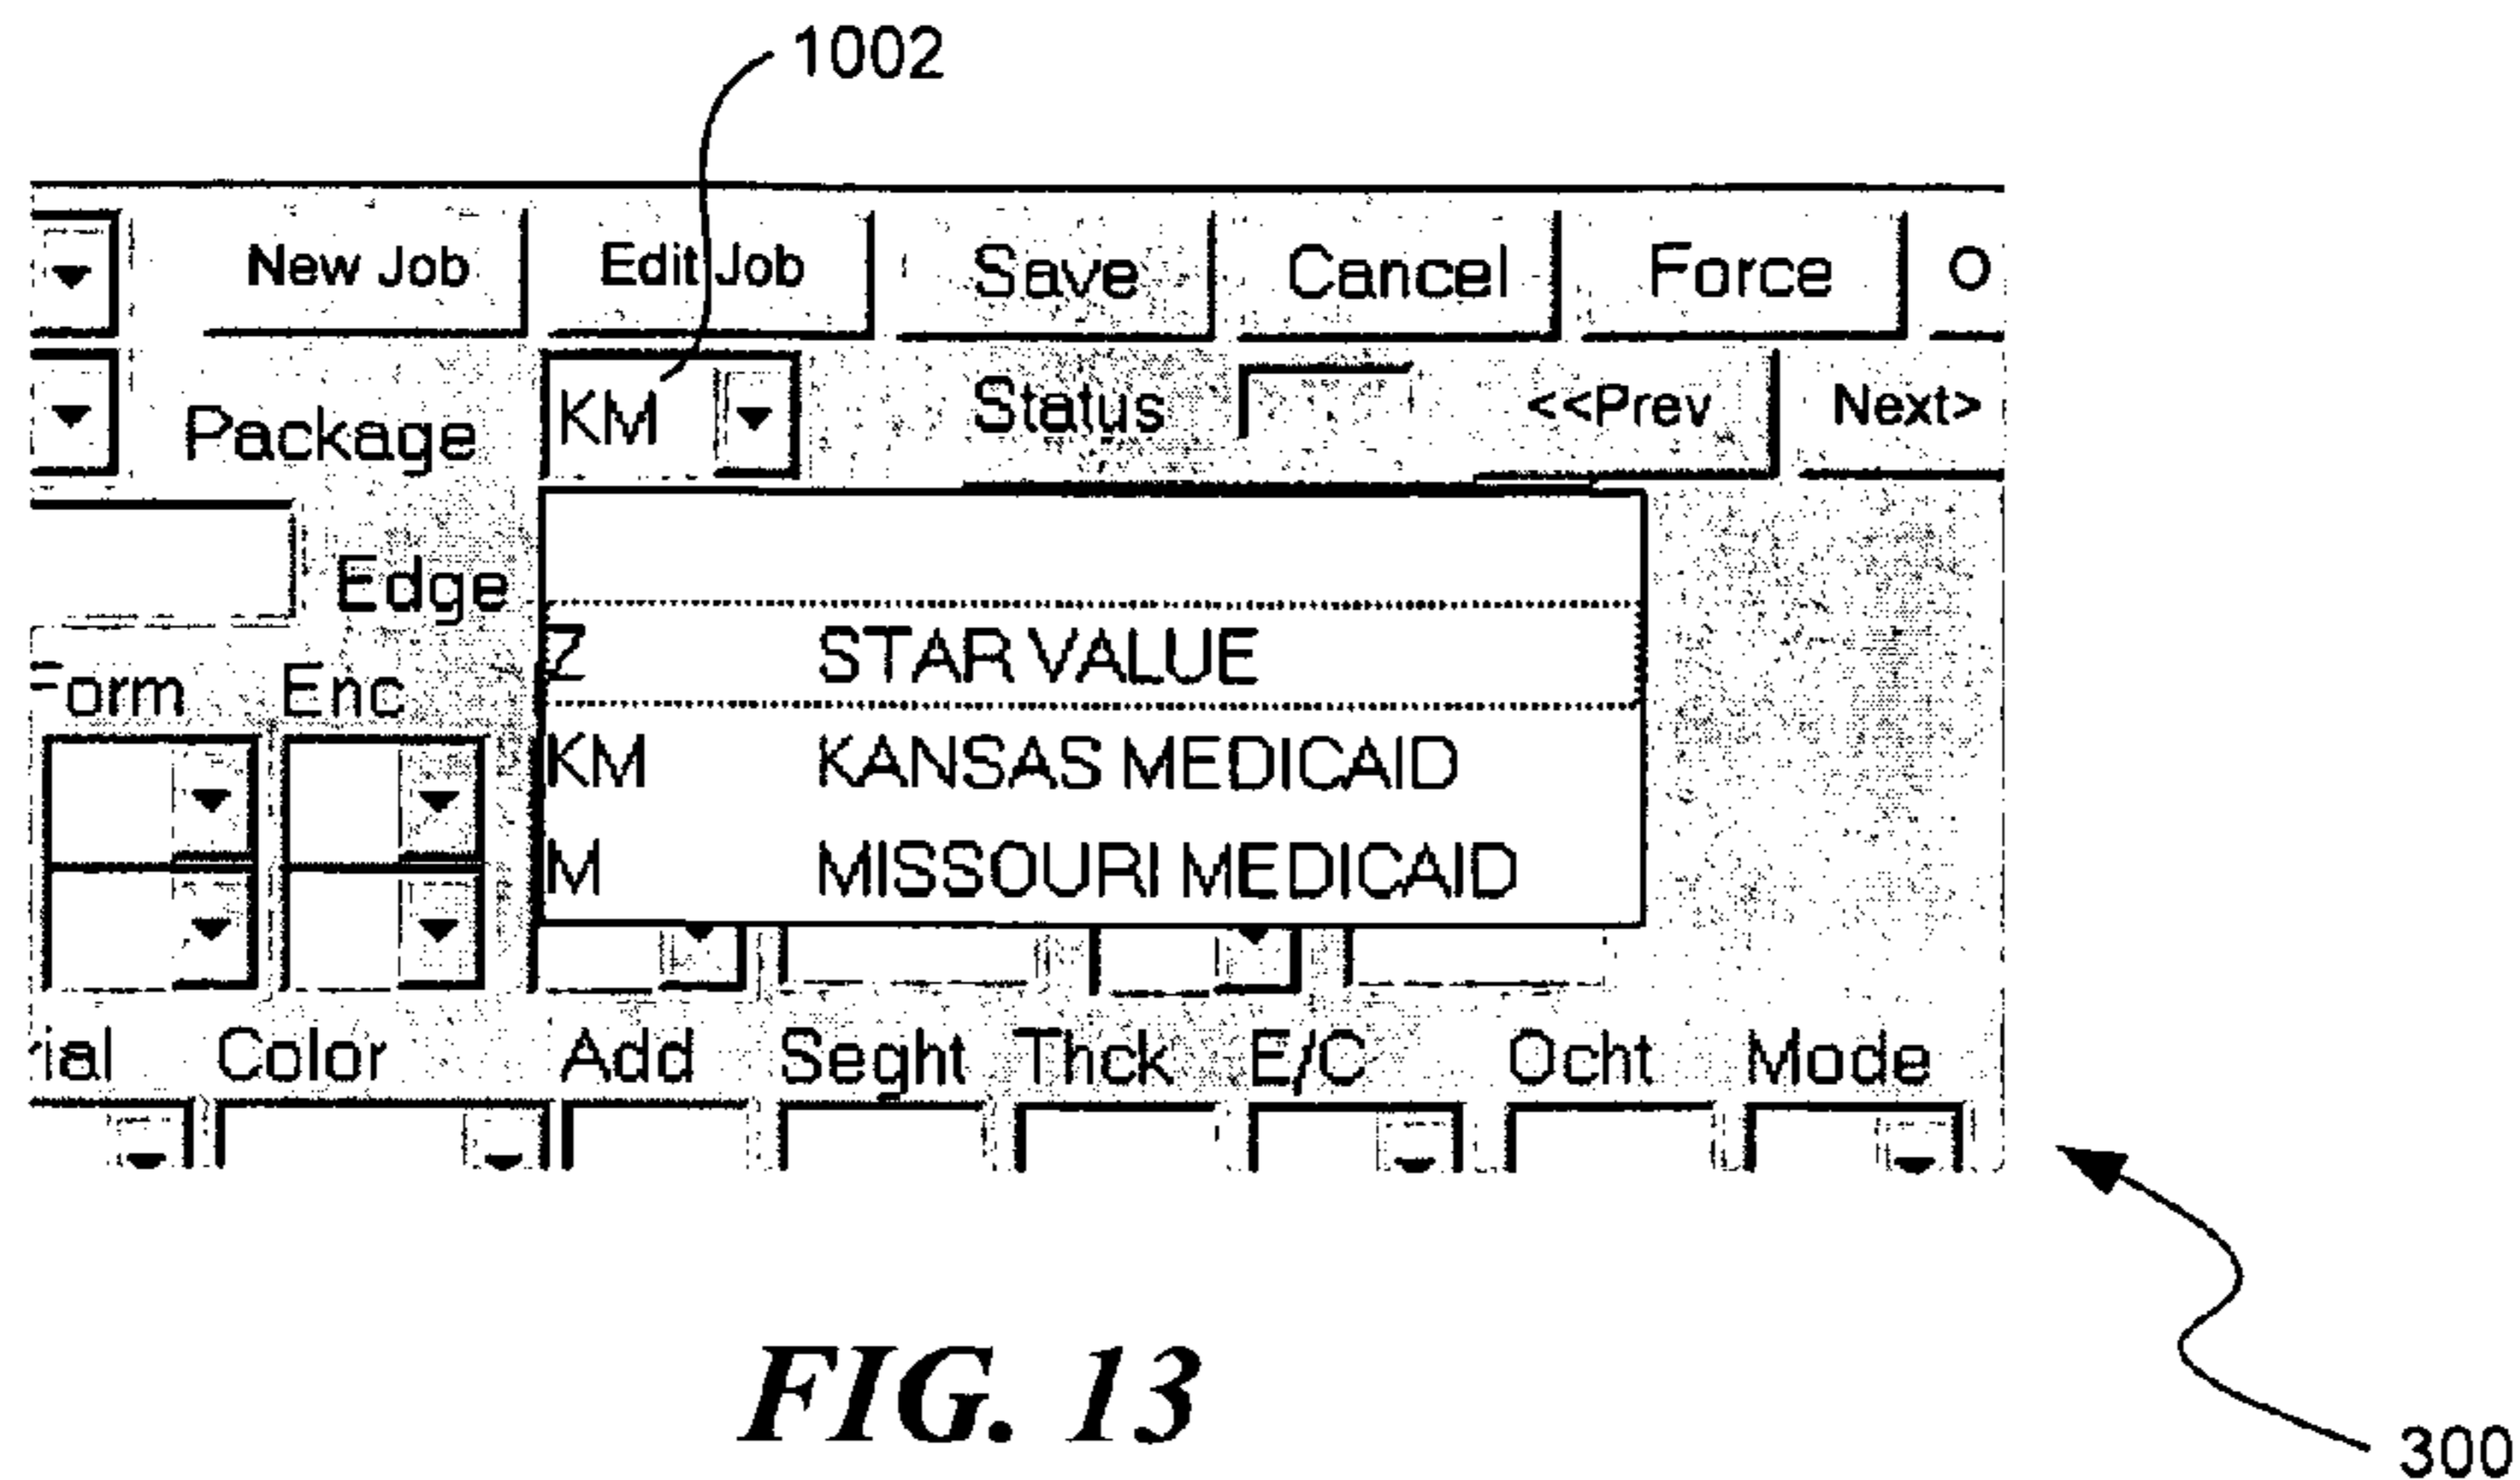 1002
New Job Edit Job Save Cancel Force O
Package KM Status <<Prev Next>
Edge
Z STAR VALUE
Form Enc
KM KANSAS MEDICAID
M MISSOURI MEDICAID
rial Color Add Seght Thck E/C Ocht Mode
FIG. 13
300